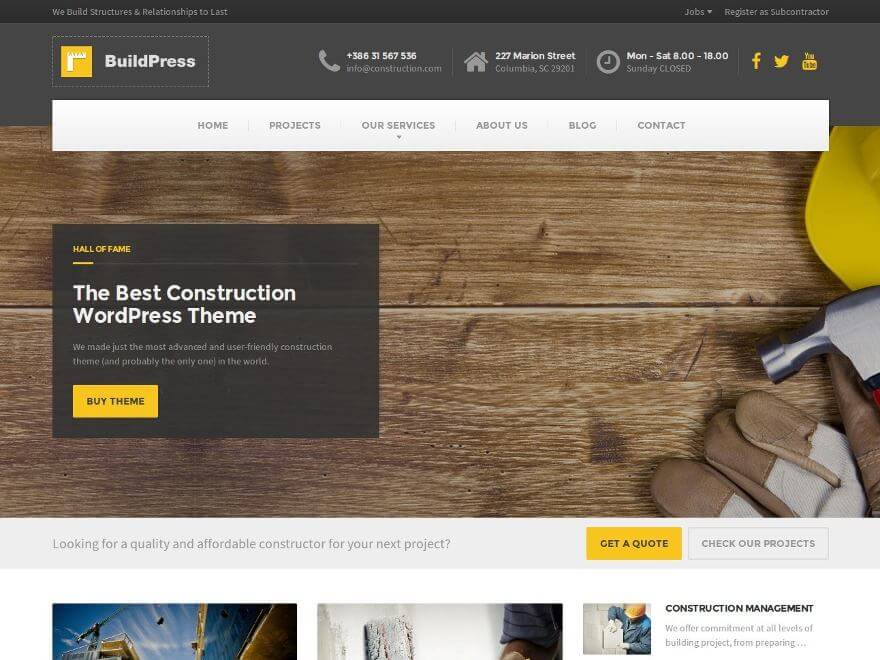 We Build Structures & Relationships to Last
Jobs
Register as Subcontractor
BuildPress
+386 31 567 536
info@construction.com
227 Marion Street
Columbia, SC 29201
Mon - Sat 8.00 - 18.00
Sunday CLOSED
You
Tube
HOME
PROJECTS
OUR SERVICES
ABOUT US
BLOG
CONTACT
HALL OF FAME
The Best Construction
WordPress Theme
We made just the most advanced and user-friendly construction
theme (and probably the only one) in the world.
BUY THEME
Looking for a quality and affordable constructor for your next project?
GET A QUOTE
CHECK OUR PROJECTS
CONSTRUCTION MANAGEMENT
We offer commitment at all levels of
building project, from preparing ...